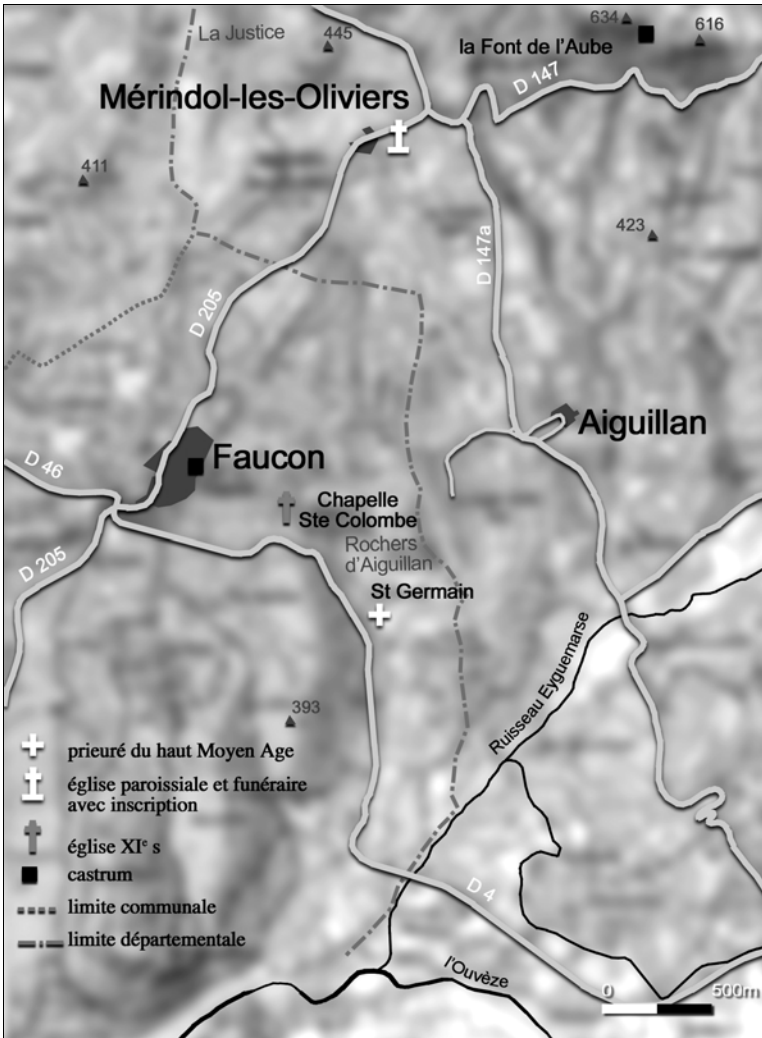 La Justice
445
634
616
la Font de l'Aube
D 147
Mérindol-les-Oliviers
411
423
D 147a
D 205
Aiguillan
D 46
Faucon
Chapelle
Ste Colombe
Rochers
d'Aiguillan
D 205
St Germain
Ruisseau Eyguemarse
393
prieuré du haut Moyen Age
église paroissiale et funéraire
avec inscription
église XIe s
castrum
D 4
limite communale
limite départementale
l'Ouvèze
0 500m